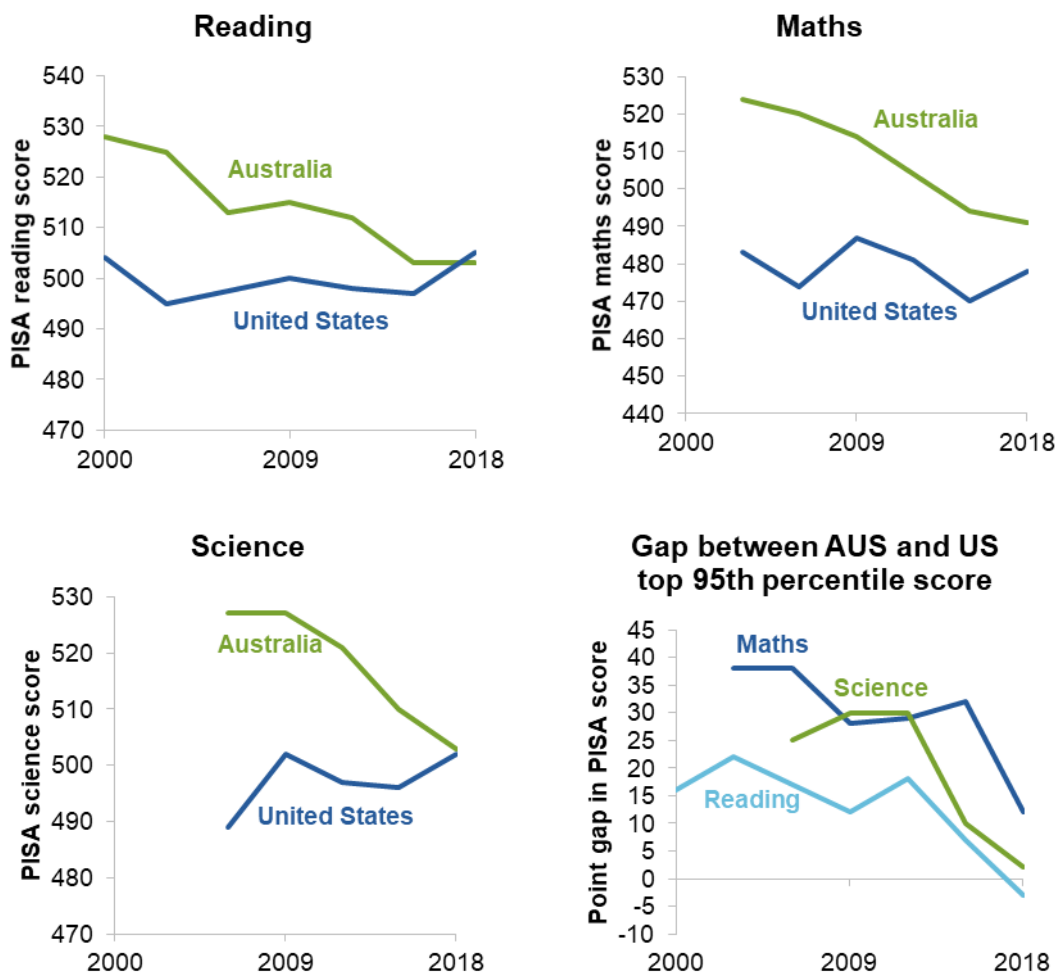 Reading
PISA reading score
540
530
520
510
500
490
480
470
Australia
United States
2000
2009
2018
Maths
PISA maths score
530
520
510
500
490
480
470
460
450
440
Australia
United States
2000
2009
2018
Science
PISA science score
530
520
510
500
490
480
470
Australia
United States
2000
2009
2018
Gap between AUS and US
top 95th percentile score
Point gap in PISA score
45
40
35
30
25
20
15
10
5
0
-5
-10
Maths
Science
Reading
2000
2009
2018